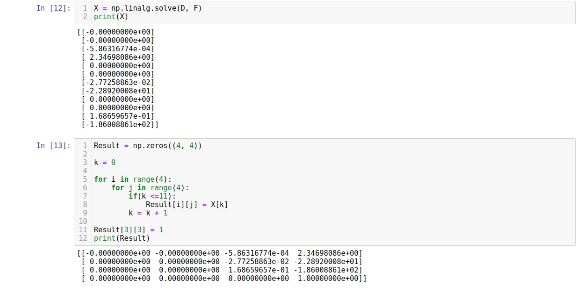 In [12]:
1 X = np.linalg.solve(D, F)
2 print(X)
[[-0.00000000e+00]
[-0.00000000e+00]
[-5.86316774e-04]
[ 2.34698086e+00]
[ 0.00000000e+00]
[ 0.00000000e+00]
[-2.77258863e-02]
[-2.28920008e+01]
[ 0.00000000e+00]
[ 0.00000000e+00]
[ 1.68659657e-01]
[-1.86008861e+02]]
In [13]:
1 Result = np.zeros((4, 4))
2
3 k = 0
4
5 for i in range(4):
6 for j in range(4):
7 if(k <=11):
8 Result[i][j] = X[k]
9 k = k + 1
10
11 Result[3][3] = 1
12 print(Result)
[[-0.00000000e+00 -0.00000000e+00 -5.86316774e-04 2.34698086e+00]
[ 0.00000000e+00 0.00000000e+00 -2.77258863e-02 -2.28920008e+01]
[ 0.00000000e+00 0.00000000e+00 1.68659657e-01 -1.86008861e+02]
[ 0.00000000e+00 0.00000000e+00 0.00000000e+00 1.00000000e+00]]